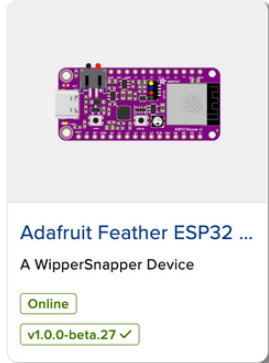 Adafruit Feather ESP32 ...
A WipperSnapper Device
Online
v1.0.0-beta.27 ✓